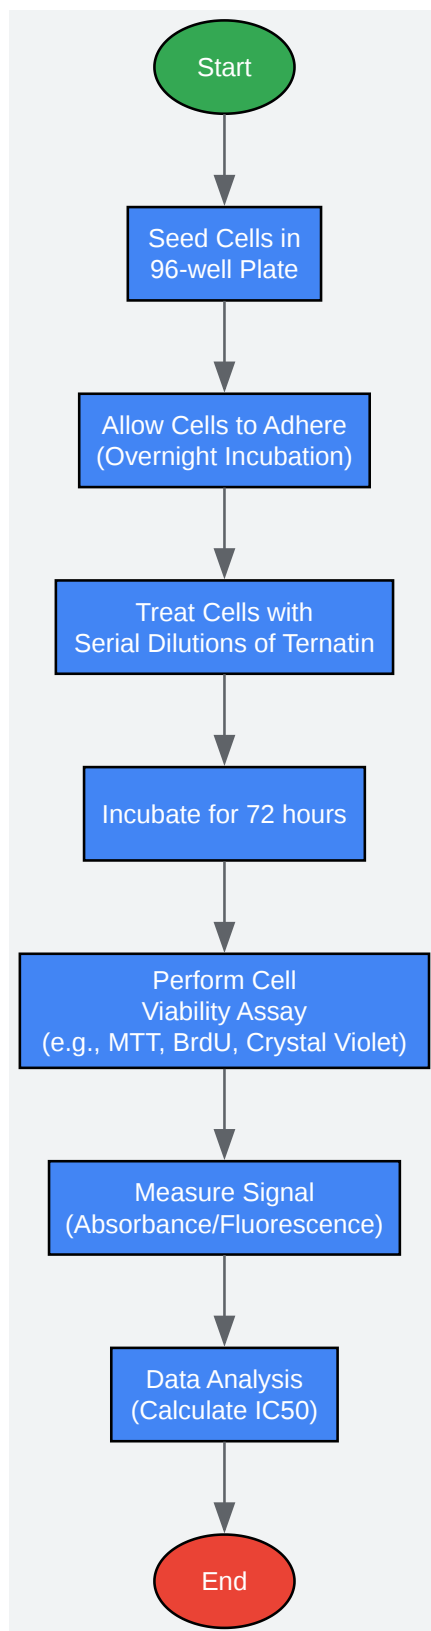 Start
Seed Cells in
96-well Plate
Allow Cells to Adhere
(Overnight Incubation)
Treat Cells with
Serial Dilutions of Ternatin
Incubate for 72 hours
Perform Cell
Viability Assay
(e.g., MTT, BrdU, Crystal Violet)
Measure Signal
(Absorbance/Fluorescence)
Data Analysis
(Calculate IC50)
End